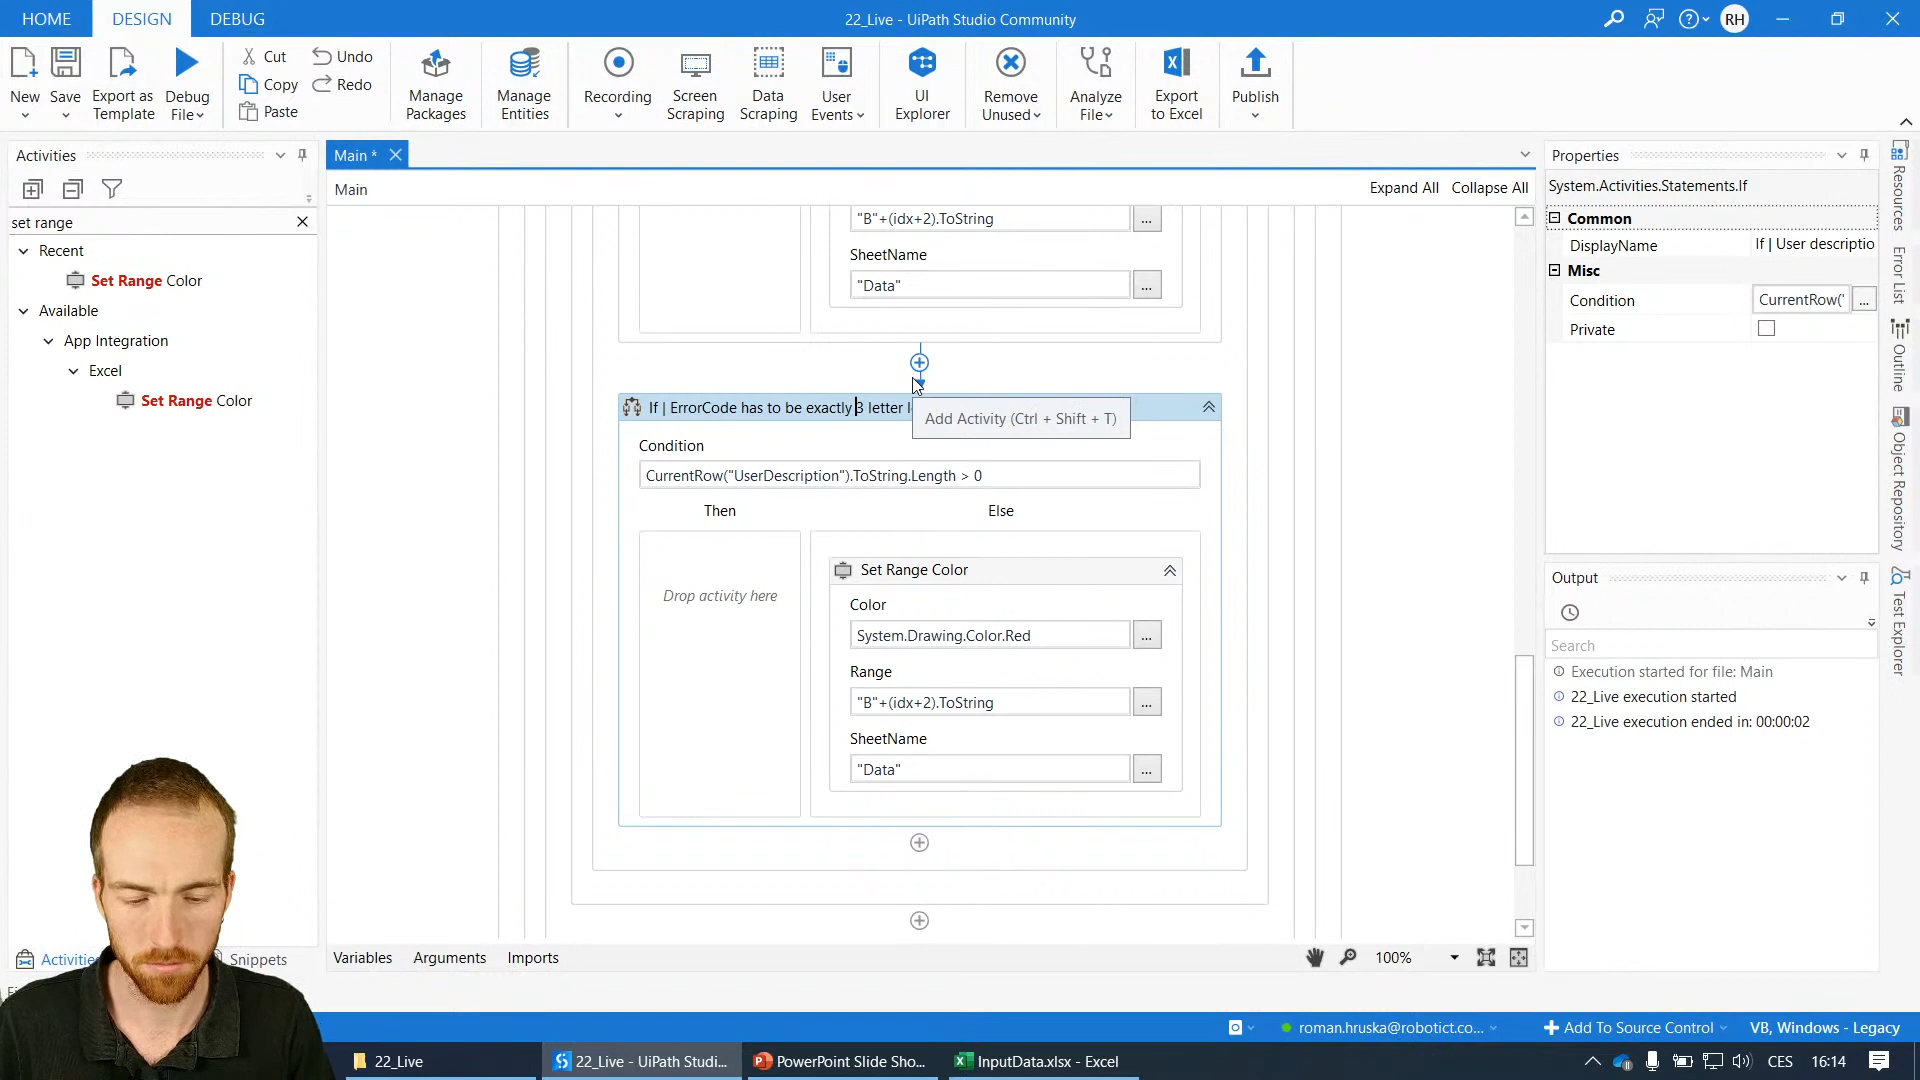 HOME DESIGN DEBUG
22_Live - UiPath Studio Community
RH
New Save Export as Template Debug File
Cut Copy Paste Undo Redo
Manage Packages
Manage Entities
Recording
Screen Scraping
Data Scraping
User Events
UI Explorer
Remove Unused
Analyze File
Export to Excel
Publish
Activities
set range
Recent
Set Range Color
Available
App Integration
Excel
Set Range Color
Activities
Snippets
Main *
Main
Expand All Collapse All
"B"+(idx+2).ToString
...
SheetName
"Data"
...
If | ErrorCode has to be exactly 3 letter
Add Activity (Ctrl + Shift + T)
Condition
CurrentRow("UserDescription").ToString.Length > 0
Then Else
Drop activity here
Set Range Color
Color
System.Drawing.Color.Red
...
Range
"B"+(idx+2).ToString
...
SheetName
"Data"
...
Variables Arguments Imports
100%
Properties
System.Activities.Statements.If
Common
DisplayName If | User descriptio
Misc
Condition CurrentRow(" ...
Private
Output
Search
Execution started for file: Main
22_Live execution started
22_Live execution ended in: 00:00:02
Resources
Error List
Outline
Object Repository
Test Explorer
roman.hruska@robotict.co...
Add To Source Control
VB, Windows - Legacy
22_Live
22_Live - UiPath Studi...
PowerPoint Slide Sho...
InputData.xlsx - Excel
CES 16:14